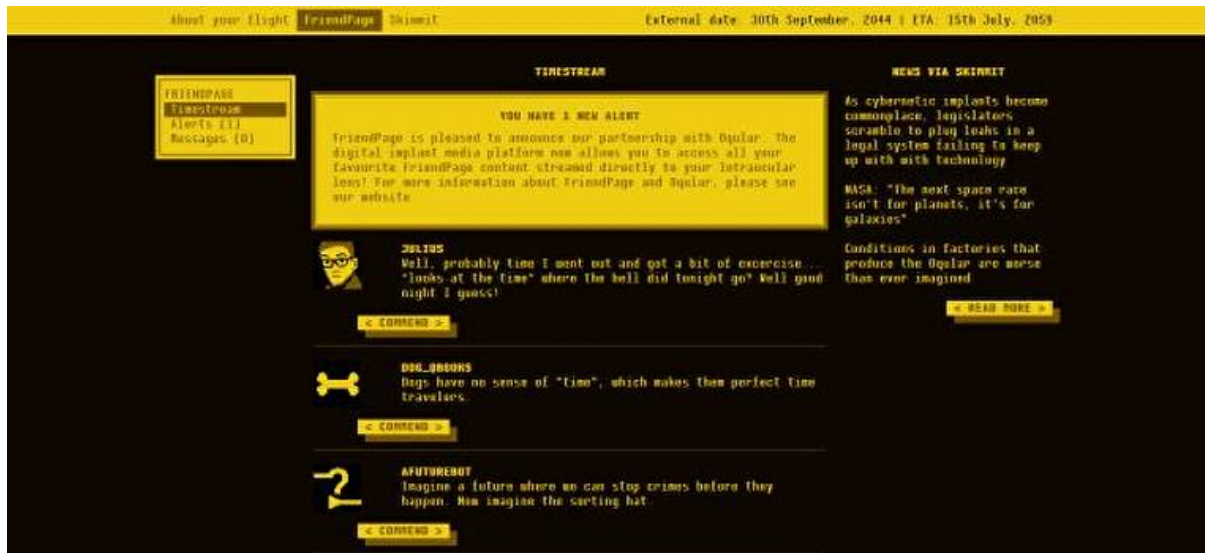 About your flight FriendPage Skimmit External date: 30th September, 2044 | ETA: 15th July, 2059
FRIENDPAGE
Timestream
Alerts [1]
Messages [0]
TIMESTREAM
YOU HAVE 1 NEW ALERT
FriendPage is pleased to announce our partnership with Oqular. The
digital implant media platform now allows you to access all your
favourite FriendPage content streamed directly to your Intraocular
lens! For more information about FriendPage and Oqular, please see
our website.
JULIUS
Well, probably time I went out and got a bit of excercise...
*looks at the time* where the hell did tonight go? Well good
night I guess!
< COMMEND >
DOG_QBOOKS
Dogs have no sense of "time", which makes them perfect time
travelers.
< COMMEND >
AFUTUREBOT
Imagine a future where we can stop crimes before they
happen. Now imagine the sorting hat.
< COMMEND >
NEWS VIA SKIMMIT
As cybernetic implants become
commonplace, legislators
scramble to plug leaks in a
legal system failing to keep
up with with technology
NASA: "The next space race
isn't for planets, it's for
galaxies"
Conditions in factories that
produce the Oqular are worse
than ever imagined
< READ MORE >